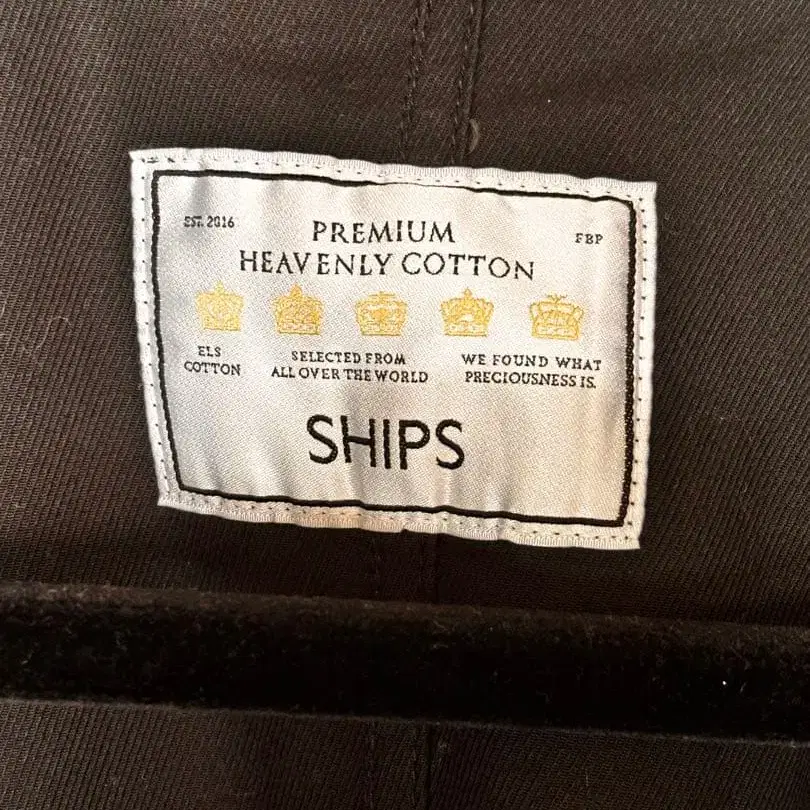 EST. 2016
PREMIUM
FBP
HEAVENLY COTTON
ELS
COTTON
SELECTED FROM
ALL OVER THE WORLD
WE FOUND WHAT
PRECIOUSNESS IS.
SHIPS